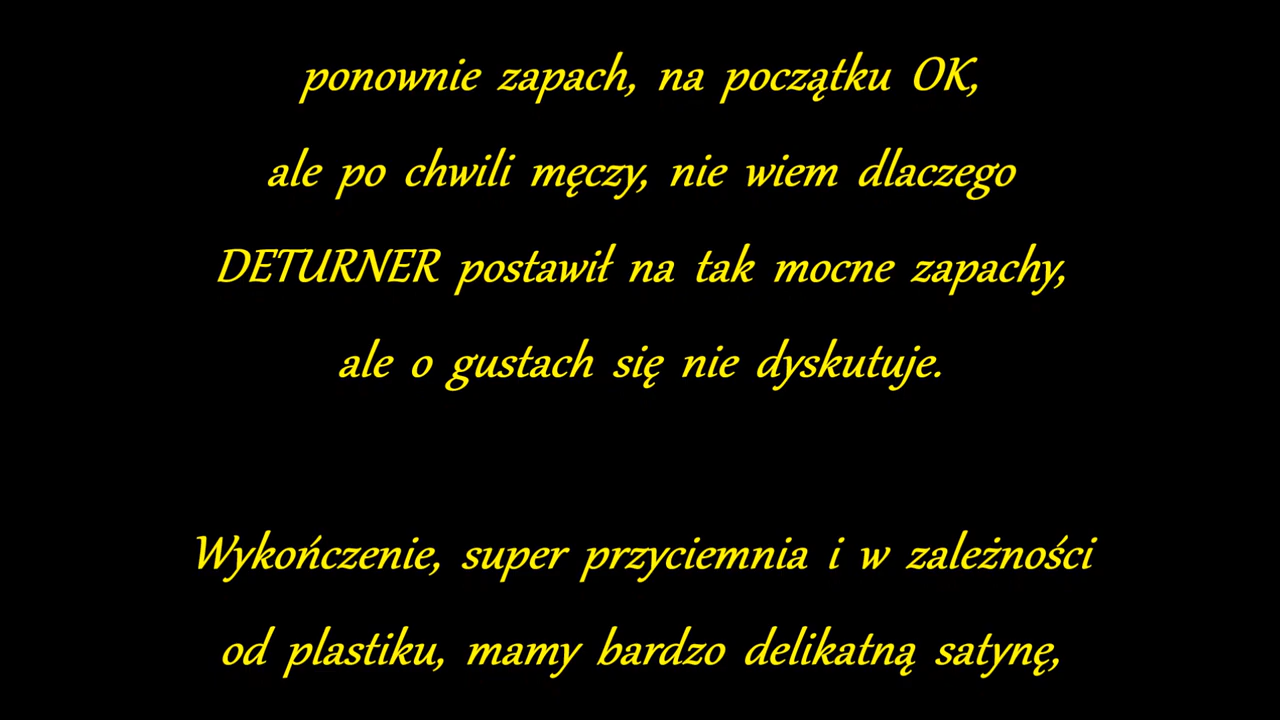 ponownie zapach, na początku OK,
ale po chwili męczy, nie wiem dlaczego
DETURNER postawił na tak mocne zapachy,
ale o gustach się nie dyskutuje.
Wykończenie, super przyciemnia i w zależności
od plastiku, mamy bardzo delikatną satynę,